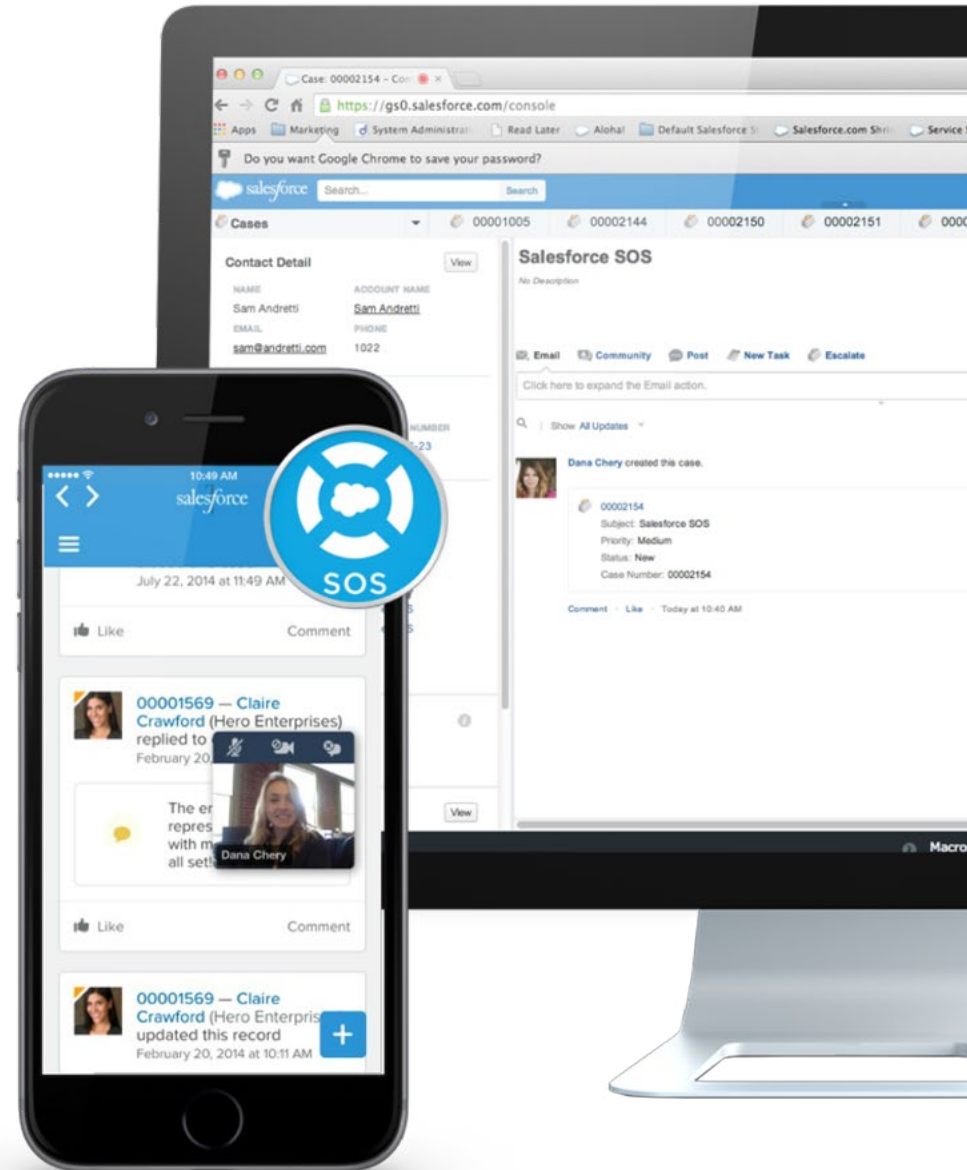 Case: 00002154 – Con
https://gs0.salesforce.com/console
Apps Marketing System Administrat Read Later Aloha! Default Salesforce S Salesforce.com Shri Service
Do you want Google Chrome to save your password?
salesforce Search... Search
Cases 00001005 00002144 00002150 00002151
Contact Detail View
NAME ACCOUNT NAME
Sam Andretti Sam Andretti
EMAIL PHONE
sam@andretti.com 1022
NUMBER
-23
View
Salesforce SOS
No Description
Email Community Post New Task Escalate
Click here to expand the Email action.
Show All Updates
Dana Chery created this case.
00002154
Subject: Salesforce SOS
Priority: Medium
Status: New
Case Number: 00002154
Comment · Like · Today at 10:40 AM
Macro
10:49 AM
salesforce
SOS
July 22, 2014 at 11:49 AM
Like Comment
00001569 — Claire
Crawford (Hero Enterprises)
replied to
February 20
The er
repres
with m
all set!
Dana Chery
Like Comment
00001569 — Claire
Crawford (Hero Enterpris
updated this record
February 20, 2014 at 10:11 AM